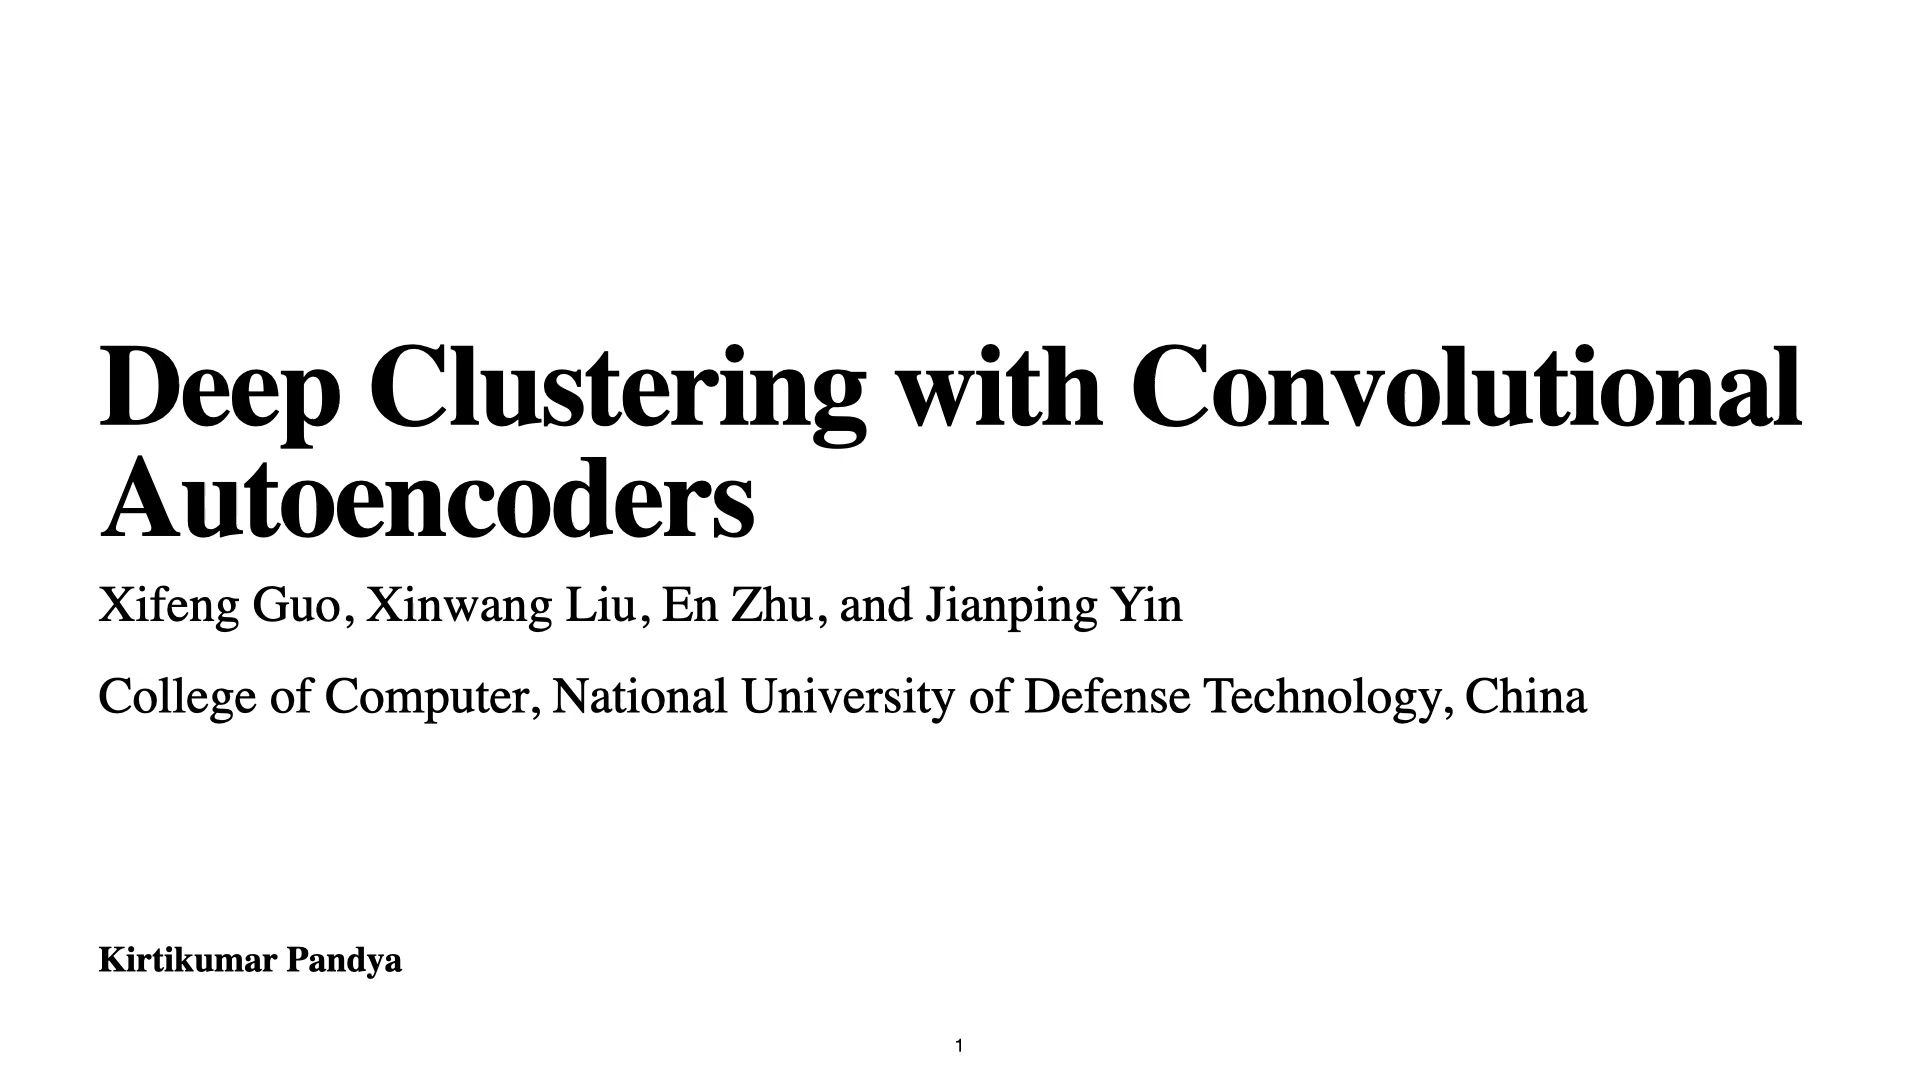 Deep Clustering with Convolutional
Autoencoders
Xifeng Guo, Xinwang Liu, En Zhu, and Jianping Yin
College of Computer, National University of Defense Technology, China
Kirtikumar Pandya
1